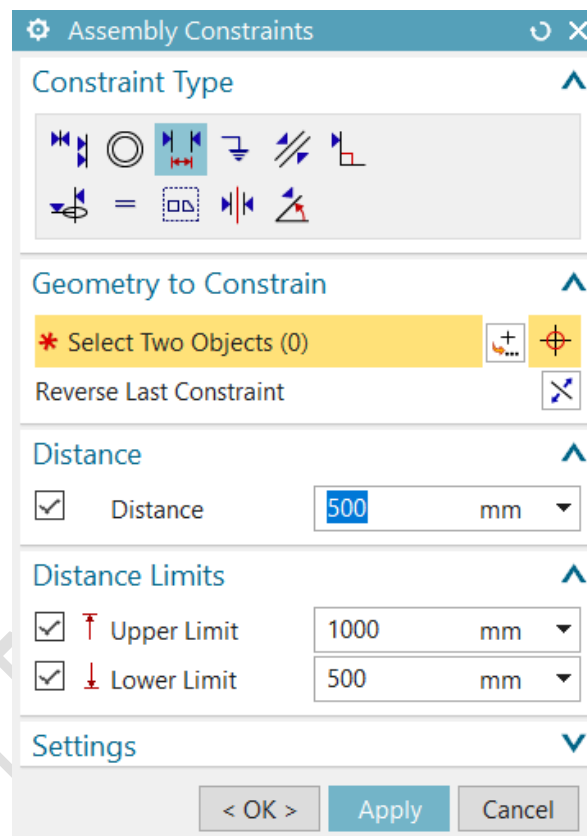 Assembly Constraints
Constraint Type
Geometry to Constrain
* Select Two Objects (0)
Reverse Last Constraint
Distance
Distance 500 mm
Distance Limits
Upper Limit 1000 mm
Lower Limit 500 mm
Settings
< OK > Apply Cancel